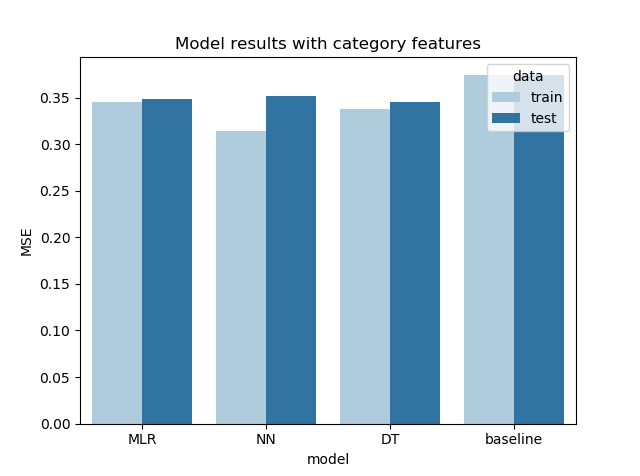 Model results with category features
data
train
test
MSE
0.35
0.30
0.25
0.20
0.15
0.10
0.05
0.00
MLR NN DT baseline
model